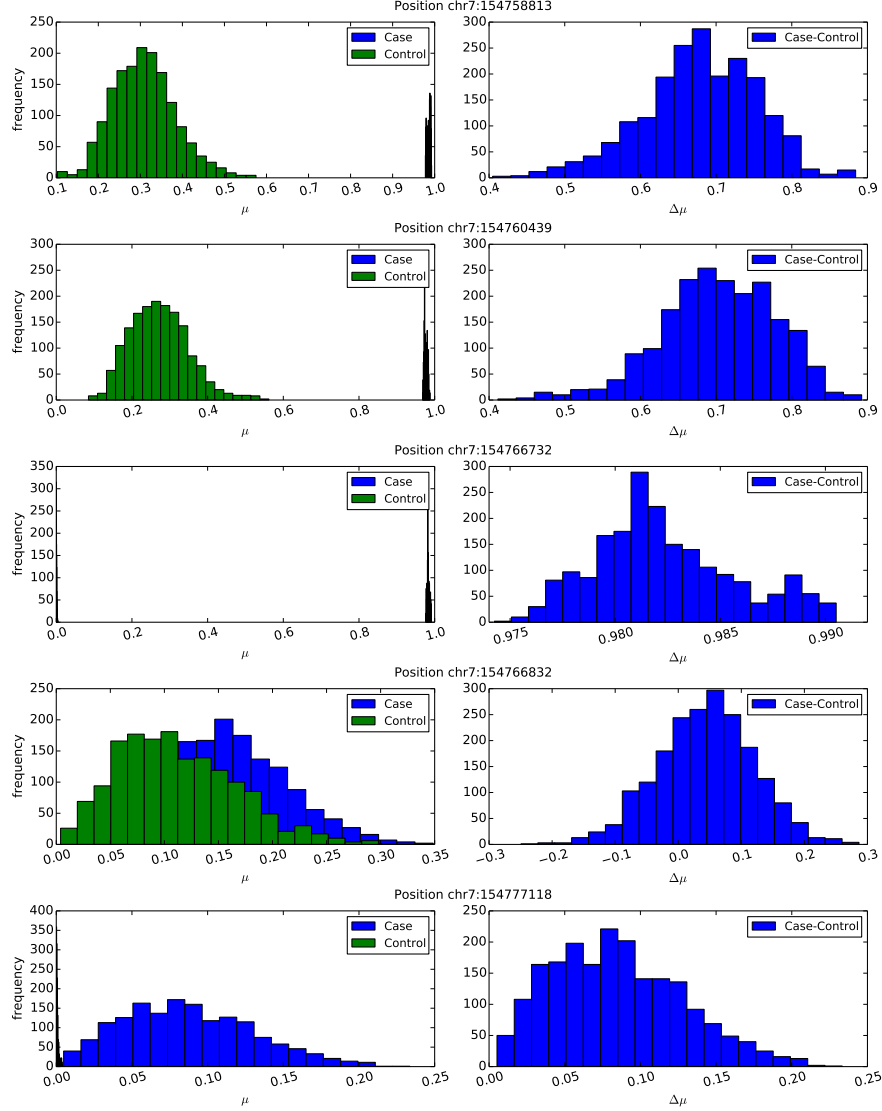 Position chr7:154758813
250
200
150
100
50
0
frequency
Case
Control
0.1 0.2 0.3 0.4 0.5 0.6 0.7 0.8 0.9 1.0
μ
300
250
200
150
100
50
0
Case-Control
0.4 0.5 0.6 0.7 0.8 0.9
Δμ
Position chr7:154760439
300
250
200
150
100
50
0
frequency
Case
Control
0.0 0.2 0.4 0.6 0.8 1.0
μ
300
250
200
150
100
50
0
Case-Control
0.4 0.5 0.6 0.7 0.8 0.9
Δμ
Position chr7:154766732
350
300
250
200
150
100
50
0
frequency
Case
Control
0.0 0.2 0.4 0.6 0.8 1.0
μ
300
250
200
150
100
50
0
Case-Control
0.975 0.980 0.985 0.990
Δμ
Position chr7:154766832
250
200
150
100
50
0
frequency
Case
Control
0.00 0.05 0.10 0.15 0.20 0.25 0.30 0.35
μ
300
250
200
150
100
50
0
Case-Control
−0.3 −0.2 −0.1 0.0 0.1 0.2 0.3
Δμ
Position chr7:154777118
400
350
300
250
200
150
100
50
0
frequency
Case
Control
0.00 0.05 0.10 0.15 0.20 0.25
μ
250
200
150
100
50
0
Case-Control
0.00 0.05 0.10 0.15 0.20 0.25
Δμ